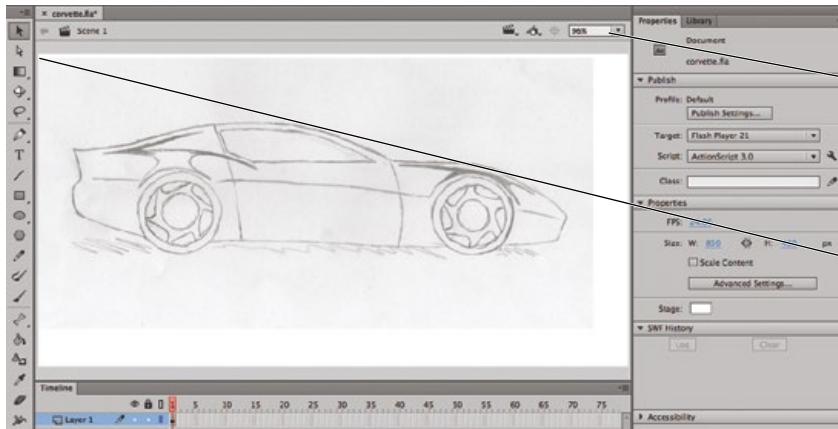 corvette.fla*
Scene 1
96%
Properties Library
Document
corvette.fla
Publish
Profile: Default
Publish Settings...
Target: Flash Player 21
Script: ActionScript 3.0
Class:
Properties
FPS: 24.00
Size: W: 850 H: px
Scale Content
Advanced Settings...
Stage:
SWF History
Log Clear
Timeline
1 5 10 15 20 25 30 35 40 45 50 55 60 65 70 75
Layer 1
Accessibility